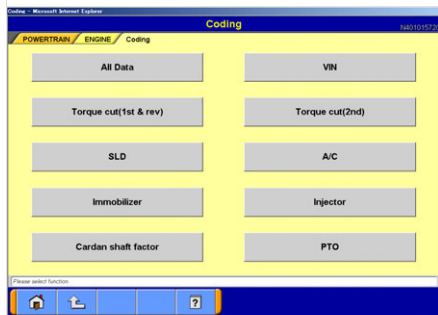 Coding - Microsoft Internet Explorer
Coding
N401015720
POWERTRAIN ENGINE Coding
All Data VIN
Torque cut(1st & rev) Torque cut(2nd)
SLD A/C
Immobilizer Injector
Cardan shaft factor PTO
Please select function
?